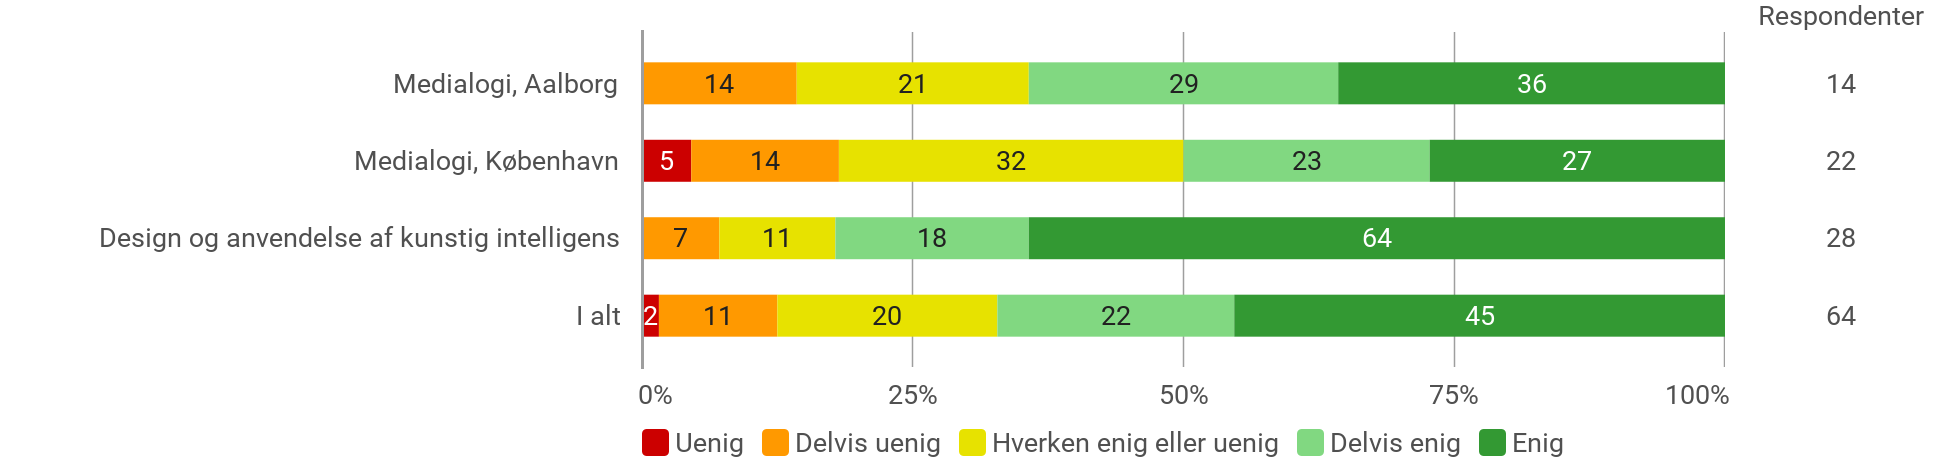 Respondenter
Medialogi, Aalborg 14 21 29 36 14
Medialogi, København 5 14 32 23 27 22
Design og anvendelse af kunstig intelligens 7 11 18 64 28
I alt 2 11 20 22 45 64
0% 25% 50% 75% 100%
Uenig Delvis uenig Hverken enig eller uenig Delvis enig Enig